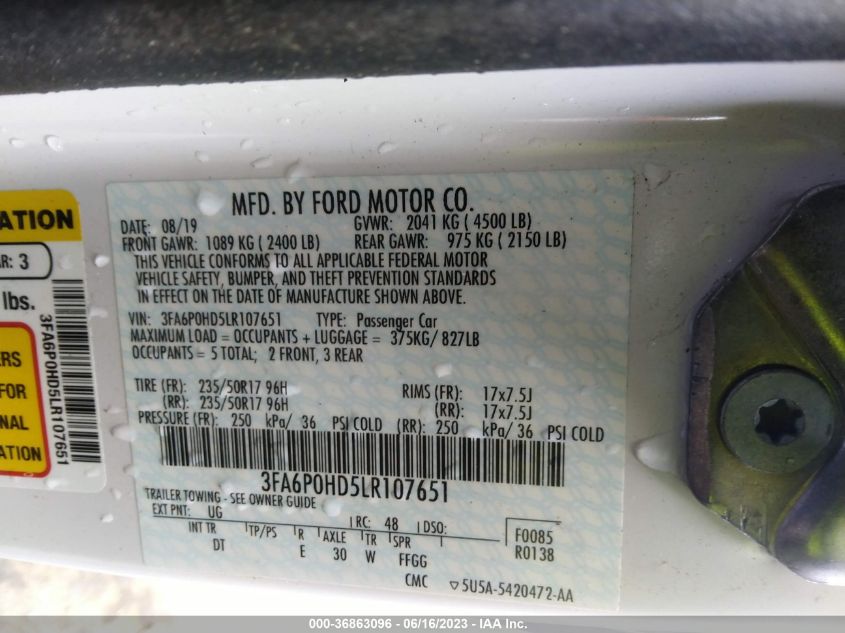 ATION
AR: 3
lbs.
ERS
FOR
NAL
ATION
3FA6P0HD5LR107651
MFD. BY FORD MOTOR CO.
DATE: 08/19 GVWR: 2041 KG ( 4500 LB)
FRONT GAWR: 1089 KG ( 2400 LB) REAR GAWR: 975 KG ( 2150 LB)
THIS VEHICLE CONFORMS TO ALL APPLICABLE FEDERAL MOTOR
VEHICLE SAFETY, BUMPER, AND THEFT PREVENTION STANDARDS
IN EFFECT ON THE DATE OF MANUFACTURE SHOWN ABOVE.
VIN: 3FA6P0HD5LR107651 TYPE: Passenger Car
MAXIMUM LOAD = OCCUPANTS + LUGGAGE = 375KG/ 827LB
OCCUPANTS = 5 TOTAL; 2 FRONT, 3 REAR
TIRE (FR): 235/50R17 96H RIMS (FR): 17x7.5J
(RR): 235/50R17 96H (RR): 17x7.5J
PRESSURE (FR): 250 kPa/ 36 PSI COLD (RR): 250 kPa/ 36 PSI COLD
3FA6P0HD5LR107651
TRAILER TOWING - SEE OWNER GUIDE
EXT PNT: UG RC: 48 DSO: F0085
INT TR TP/PS R AXLE TR SPR R0138
DT E 30 W FFGG
CMC ▽5U5A-5420472-AA
000-36863096 - 06/16/2023 - IAA Inc.